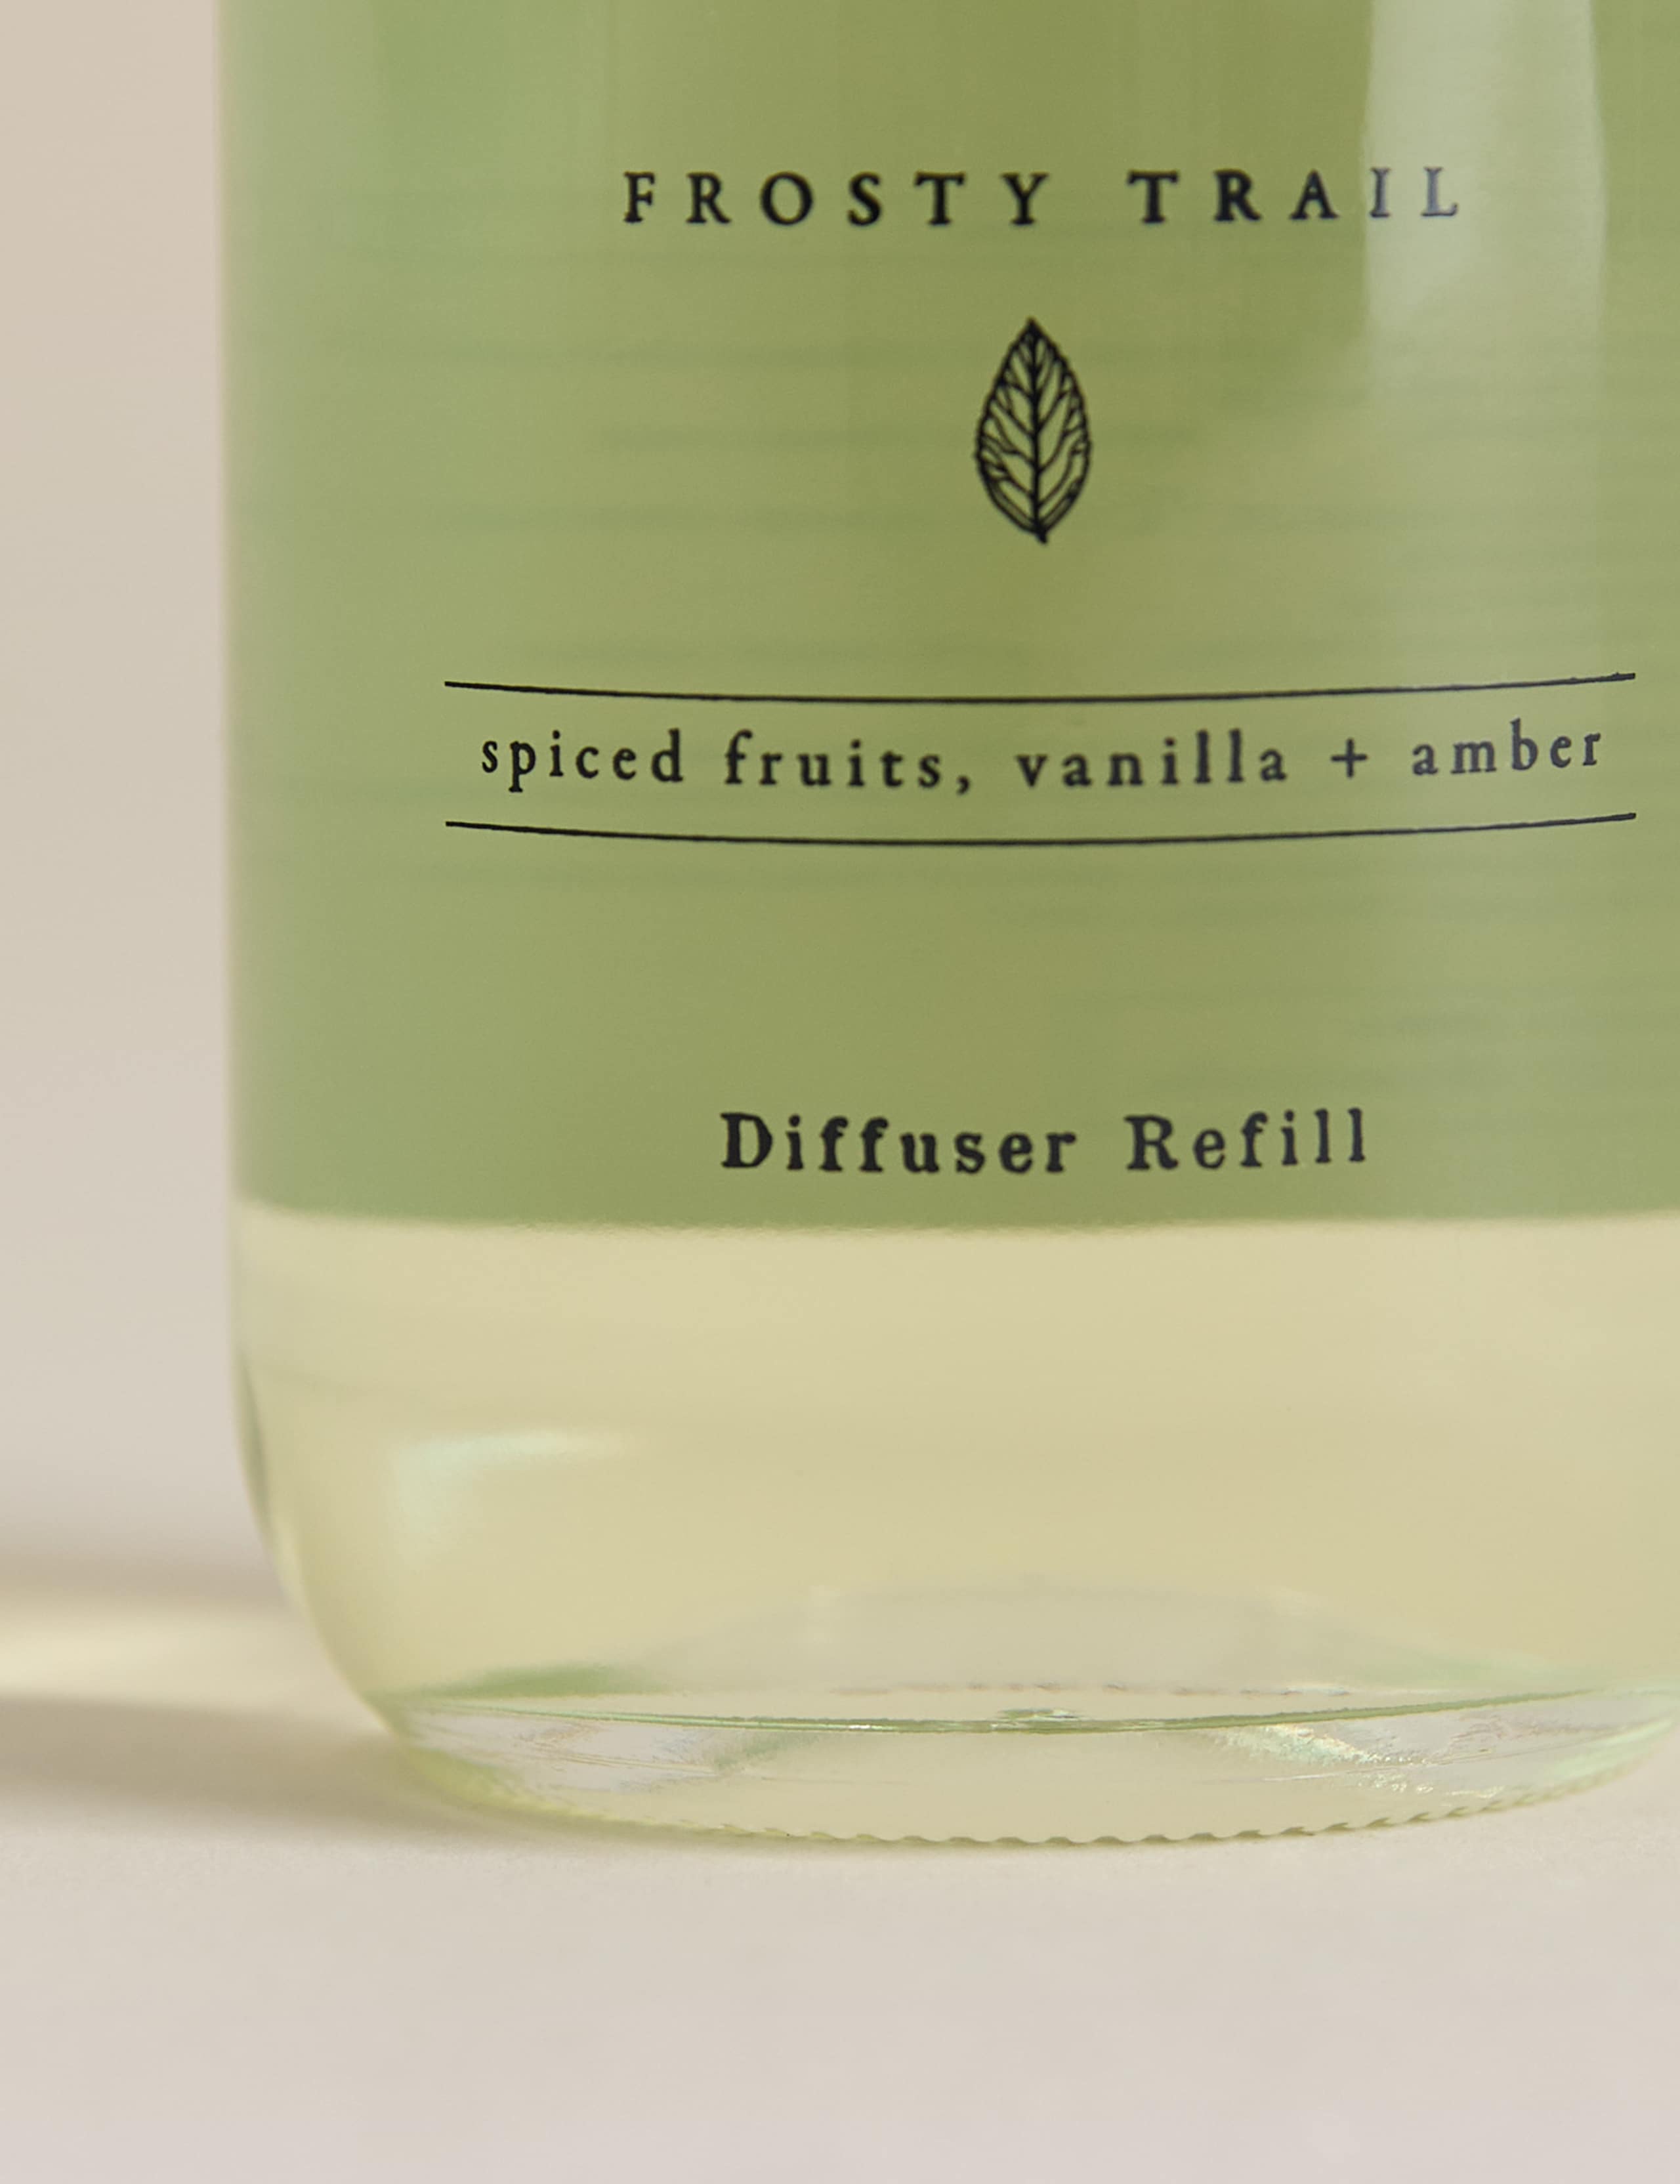 FROSTY TRAIL
spiced fruits, vanilla + amber
Diffuser Refill